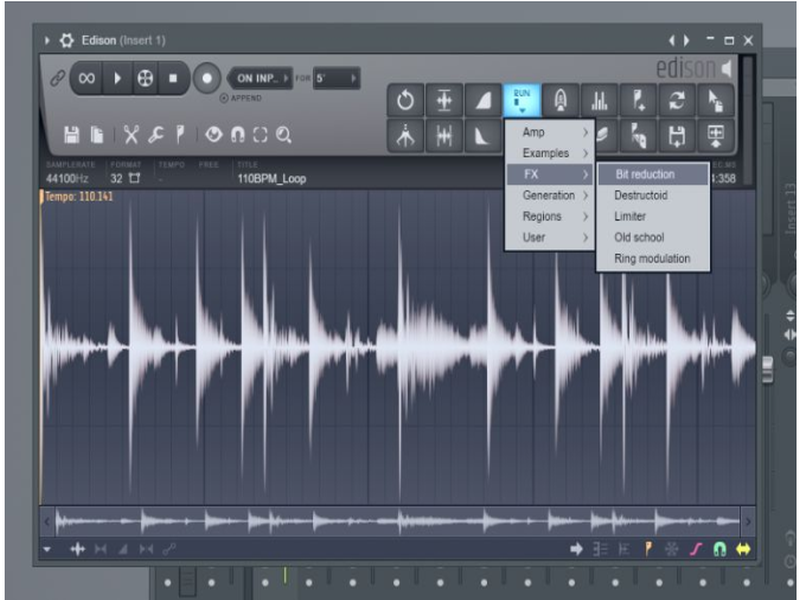 Edison (Insert 1)
ON INP..
FOR
5'
APPEND
edison
RUN
SAMPLERATE
FORMAT
TEMPO
FREE
TITLE
44100Hz
32
-
110BPM_Loop
:358
Tempo: 110.141
Amp
Examples
FX
Generation
Regions
User
Bit reduction
Destructoid
Limiter
Old school
Ring modulation
Insert 13